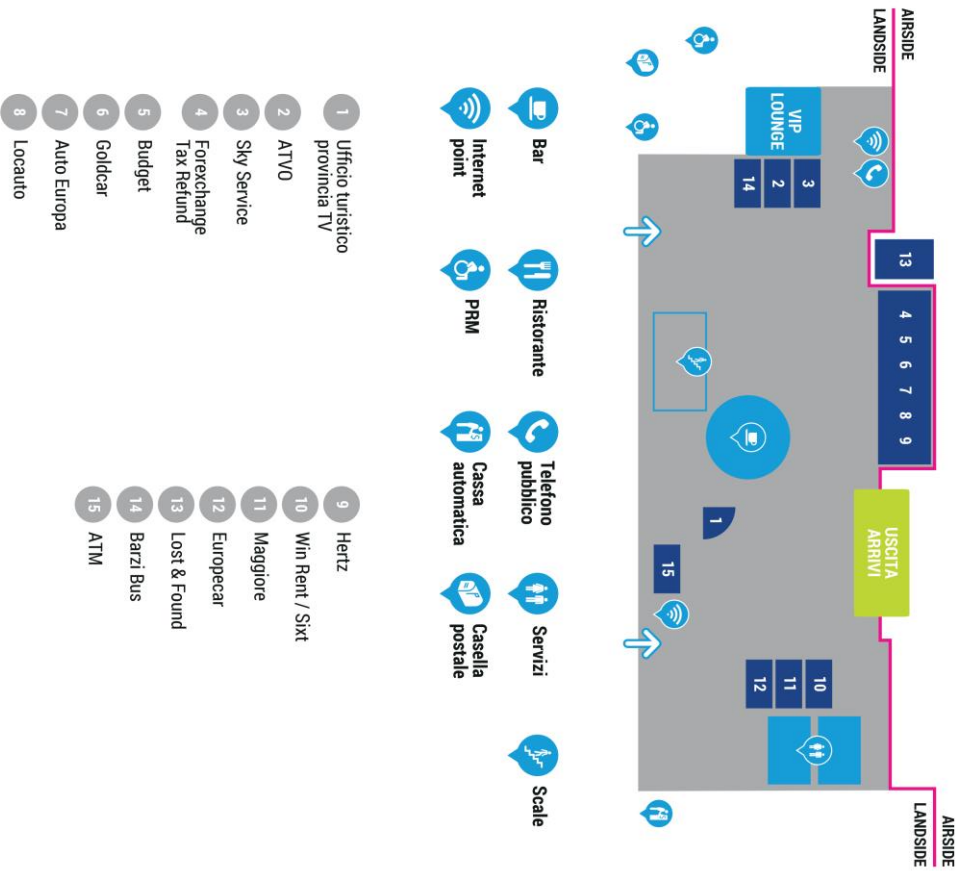 AIRSIDE
LANDSIDE
AIRSIDE
LANDSIDE
13
4 5 6 7 8 9
USCITA
ARRIVI
VIP
LOUNGE
3
2
14
10
11
12
1
15
Bar
Ristorante
Telefono
pubblico
Servizi
Scale
Internet
point
PRM
Cassa
automatica
Casella
postale
1 Ufficio turistico
provincia TV
2 ATVO
3 Sky Service
4 Forexchange
Tax Refund
5 Budget
6 Goldcar
7 Auto Europa
8 Locauto
9 Hertz
10 Win Rent / Sixt
11 Maggiore
12 Europecar
13 Lost & Found
14 Barzi Bus
15 ATM